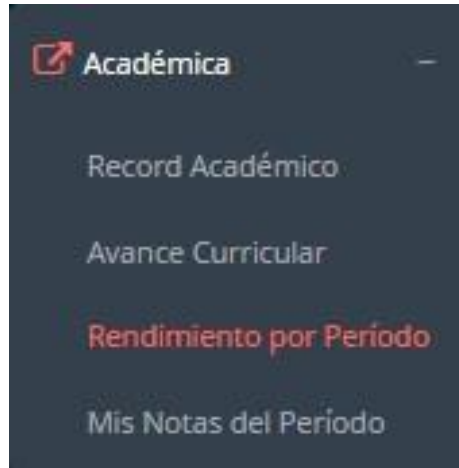 Académica
Record Académico
Avance Curricular
Rendimiento por Período
Mis Notas del Período